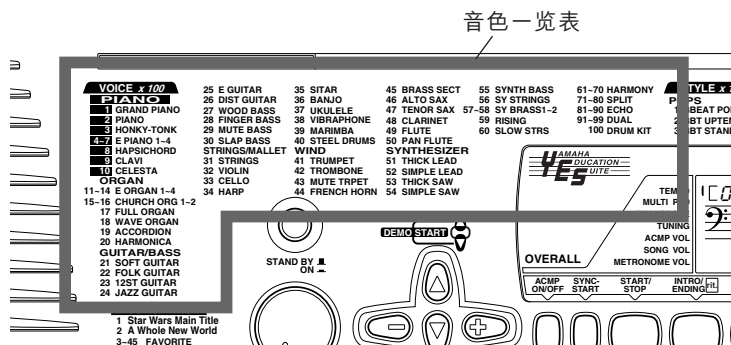 音色一览表
VOICE x 100
PIANO
1 GRAND PIANO
2 PIANO
3 HONKY-TONK
4~7 E PIANO 1~4
8 HAPSICHORD
9 CLAVI
10 CELESTA
ORGAN
11~14 E ORGAN 1~4
15~16 CHURCH ORG 1~2
17 FULL ORGAN
18 WAVE ORGAN
19 ACCORDION
20 HARMONICA
GUITAR/BASS
21 SOFT GUITAR
22 FOLK GUITAR
23 12ST GUITAR
24 JAZZ GUITAR
25 E GUITAR
26 DIST GUITAR
27 WOOD BASS
28 FINGER BASS
29 MUTE BASS
30 SLAP BASS
STRINGS/MALLET
31 STRINGS
32 VIOLIN
33 CELLO
34 HARP
35 SITAR
36 BANJO
37 UKULELE
38 VIBRAPHONE
39 MARIMBA
40 STEEL DRUMS
WIND
41 TRUMPET
42 TROMBONE
43 MUTE TRPET
44 FRENCH HORN
45 BRASS SECT
46 ALTO SAX
47 TENOR SAX
48 CLARINET
49 FLUTE
50 PAN FLUTE
SYNTHESIZER
51 THICK LEAD
52 SIMPLE LEAD
53 THICK SAW
54 SIMPLE SAW
55 SYNTH BASS
56 SY STRINGS
57~58 SY BRASS1~2
59 RISING
60 SLOW STRS
61~70 HARMONY
71~80 SPLIT
81~90 ECHO
91~99 DUAL
100 DRUM KIT
STYLE x
POPS
BEAT PO
BT UPTE
BT STAN
YAMAHA
EDUCATION
SUITE
TEMPO
MULTI PAD
TUNING
ACMP VOL
SONG VOL
METRONOME VOL
OVERALL
DEMO START
STAND BY
ON
ACMP ON/OFF
SYNC-START
START/STOP
INTRO/ENDING/rit.
1 Star Wars Main Title
2 A Whole New World
3~45 FAVORITE